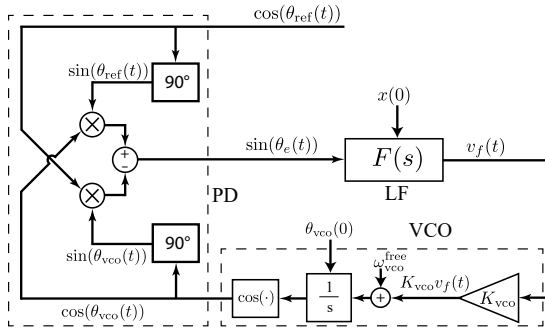 cos(θ_ref(t))
sin(θ_ref(t))
90°
x(0)
+
-
sin(θ_e(t))
F(s)
v_f(t)
LF
PD
90°
sin(θ_vco(t))
θ_vco(0)
VCO
ω_vco^free
K_vco v_f(t)
cos(·)
1/s
+
K_vco
cos(θ_vco(t))